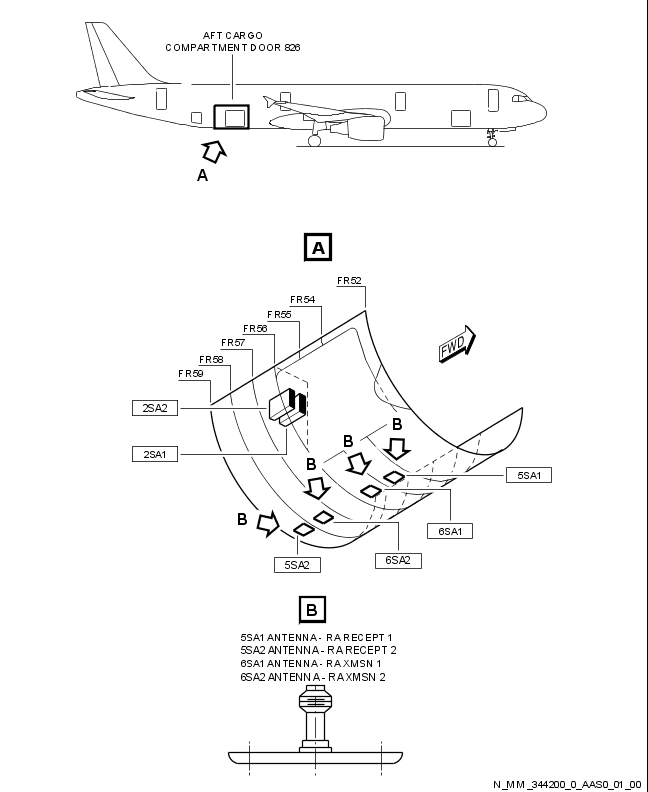 AFT CARGO
COMPARTMENT DOOR 826
A
A
FR52
FR54
FR55
FR56
FR57
FR58
FR59
FWD
2SA2
2SA1
B
B
B
B
5SA1
6SA1
6SA2
5SA2
B
5SA1 ANTENNA - RA RECEPT 1
5SA2 ANTENNA - RA RECEPT 2
6SA1 ANTENNA - RA XMSN 1
6SA2 ANTENNA - RA XMSN 2
N_MM_344200_0_AAS0_01_00